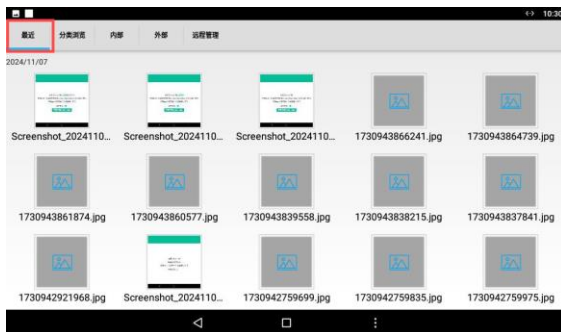 10:36
最近 分类浏览 内部 外部 远程管理
2024/11/07
Screenshot_2024110... Screenshot_2024110... Screenshot_2024110... 1730943866241.jpg 1730943864739.jpg
1730943861874.jpg 1730943860577.jpg 1730943839558.jpg 1730943838215.jpg 1730943837841.jpg
1730942921968.jpg Screenshot_2024110... 1730942759699.jpg 1730942759835.jpg 1730942759975.jpg